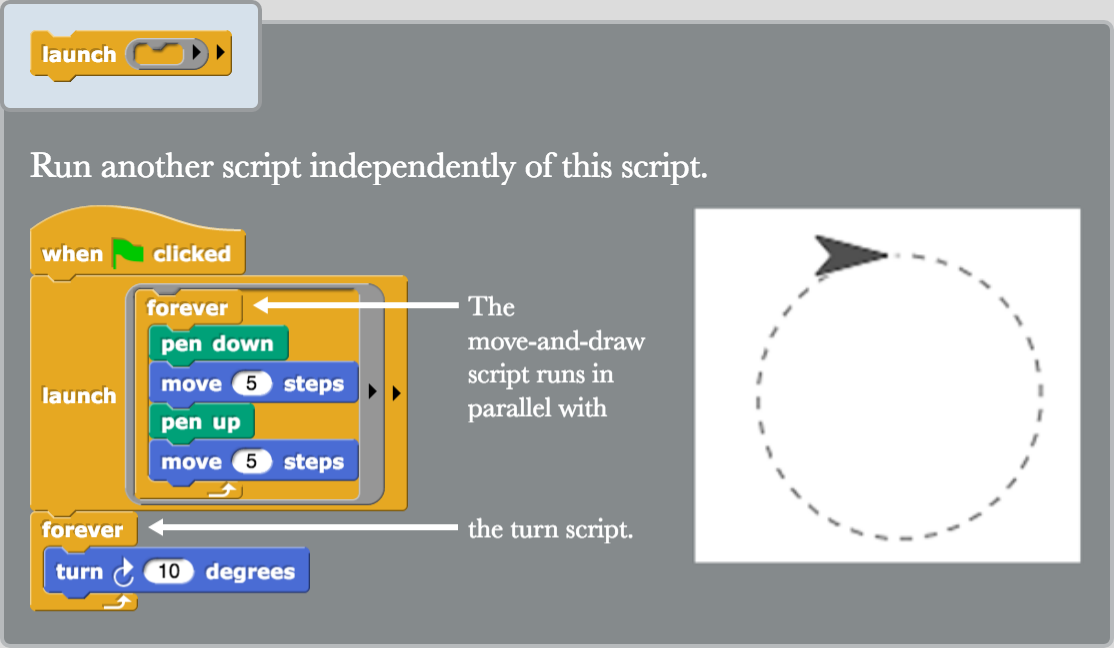 launch
Run another script independently of this script.
when clicked
launch
forever
pen down
move 5 steps
pen up
move 5 steps
The
move-and-draw
script runs in
parallel with
forever
the turn script.
turn 10 degrees